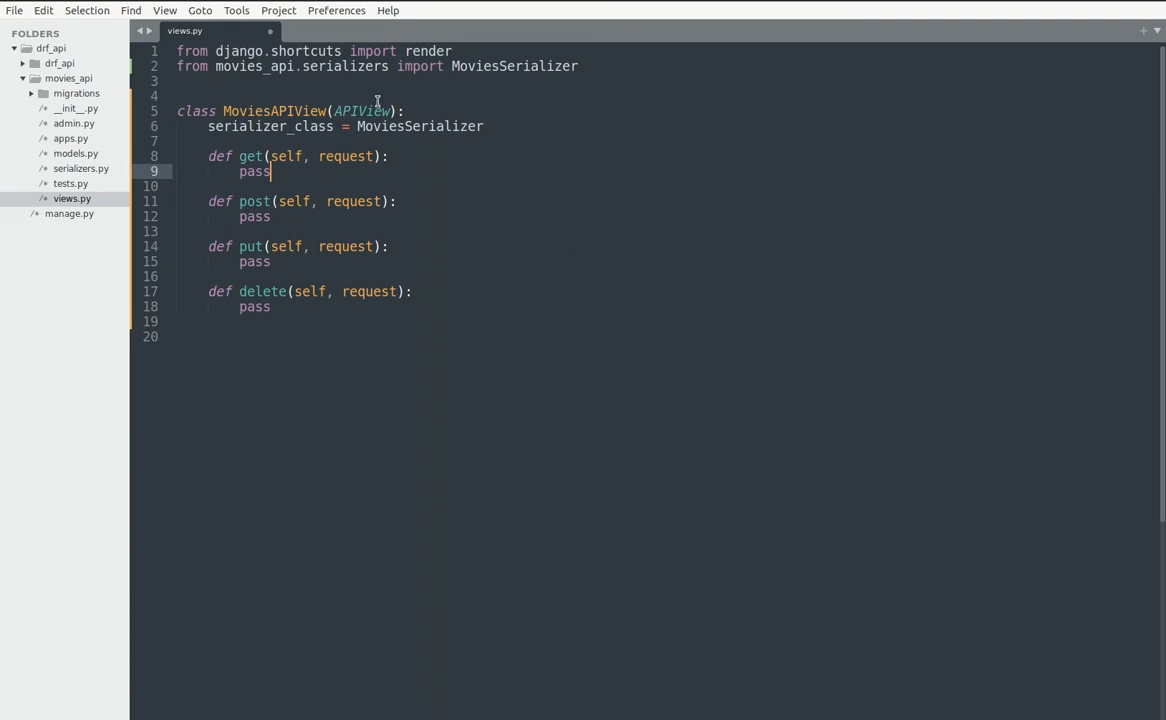 File Edit Selection Find View Goto Tools Project Preferences Help
FOLDERS
drf_api
drf_api
movies_api
migrations
/* __init__.py
/* admin.py
/* apps.py
/* models.py
/* serializers.py
/* tests.py
/* views.py
/* manage.py
views.py
1 from django.shortcuts import render
2 from movies_api.serializers import MoviesSerializer
3
4
5 class MoviesAPIView(APIView):
6 serializer_class = MoviesSerializer
7
8 def get(self, request):
9 pass
10
11 def post(self, request):
12 pass
13
14 def put(self, request):
15 pass
16
17 def delete(self, request):
18 pass
19
20